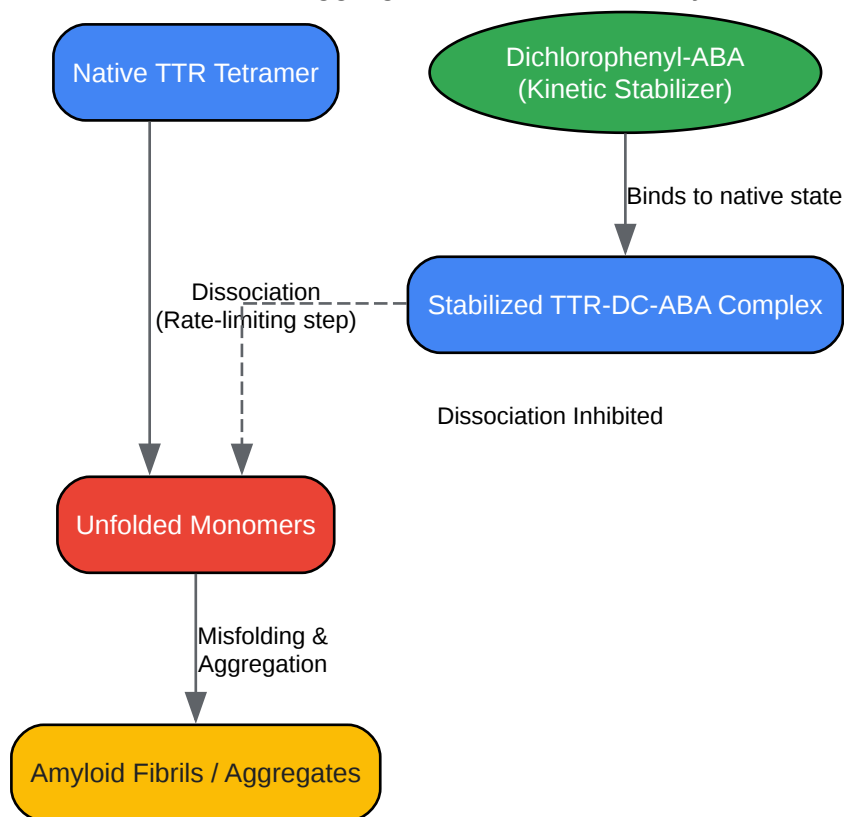 Native TTR Tetramer
Dichlorophenyl-ABA
(Kinetic Stabilizer)
Binds to native state
Dissociation
(Rate-limiting step)
Stabilized TTR-DC-ABA Complex
Dissociation Inhibited
Unfolded Monomers
Misfolding &
Aggregation
Amyloid Fibrils / Aggregates